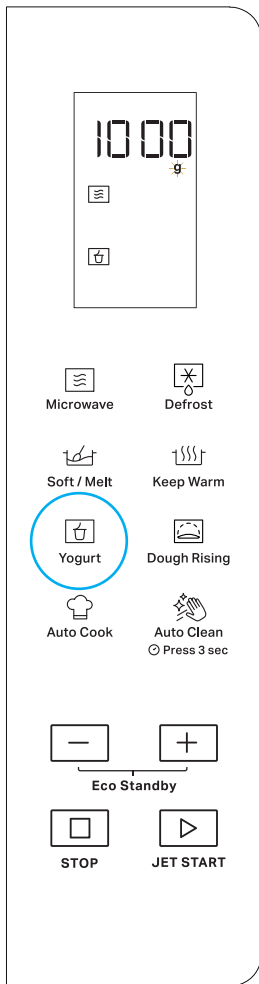 1000
g
Microwave Defrost
Soft / Melt Keep Warm
Yogurt Dough Rising
Auto Cook Auto Clean
Press 3 sec
Eco Standby
STOP JET START